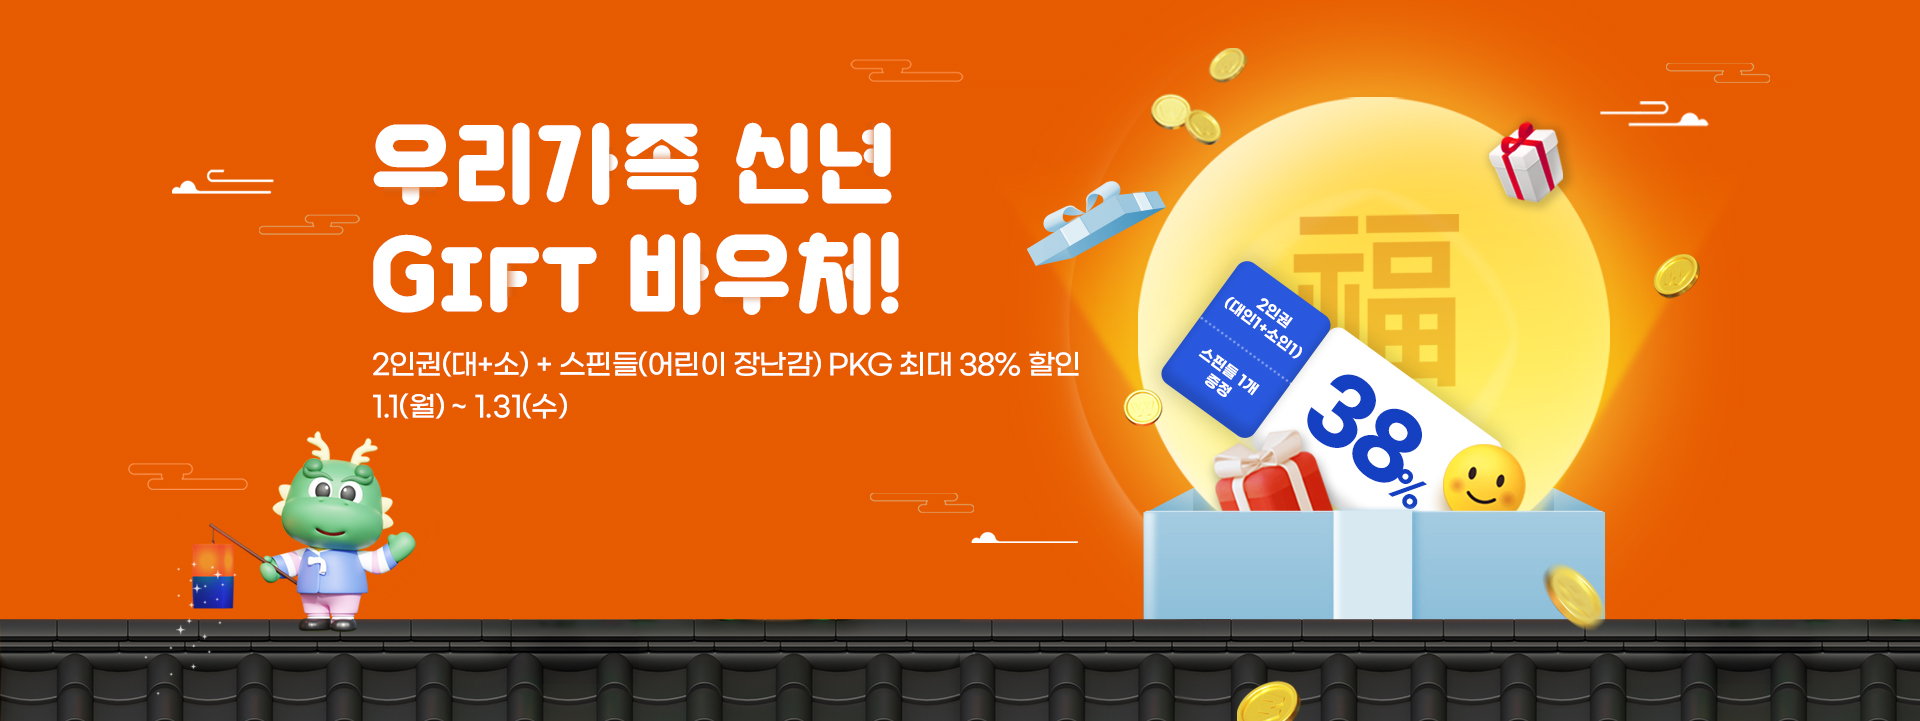 우리가족 신년
GIFT 바우처!
2인권(대+소) + 스핀들(어린이 장난감) PKG 최대 38% 할인
1.1(월) ~ 1.31(수)
福
2인권
(대인1+소인1)
스핀들 1개
증정
38%